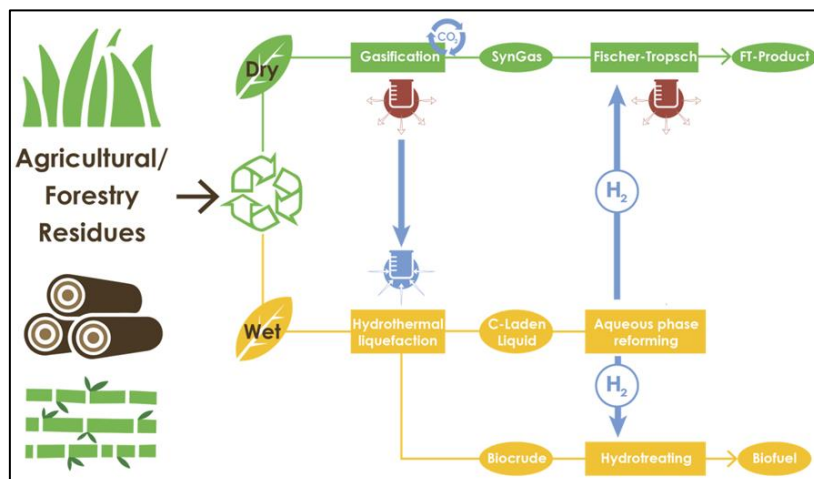 Agricultural/
Forestry
Residues
Dry
Gasification
CO₂
SynGas
Fischer-Tropsch
FT-Product
H₂
Wet
Hydrothermal
liquefaction
C-Laden
Liquid
Aqueous phase
reforming
H₂
Biocrude
Hydrotreating
Biofuel